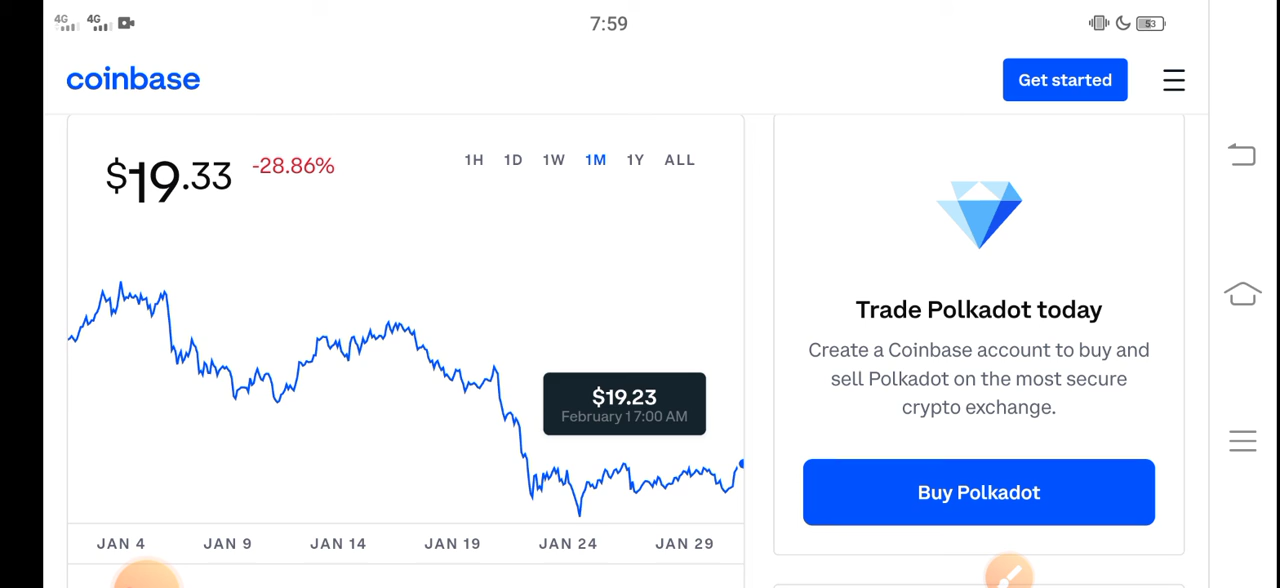 4G 4G 7:59 53
coinbase
Get started
$19.33 -28.86%
1H 1D 1W 1M 1Y ALL
$19.23
February 1 7:00 AM
JAN 4 JAN 9 JAN 14 JAN 19 JAN 24 JAN 29
Trade Polkadot today
Create a Coinbase account to buy and
sell Polkadot on the most secure
crypto exchange.
Buy Polkadot